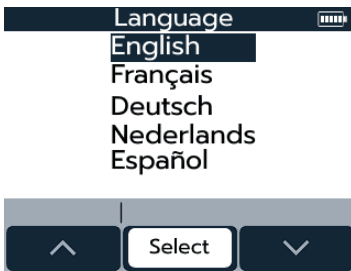 Language
English
Français
Deutsch
Nederlands
Español
Select